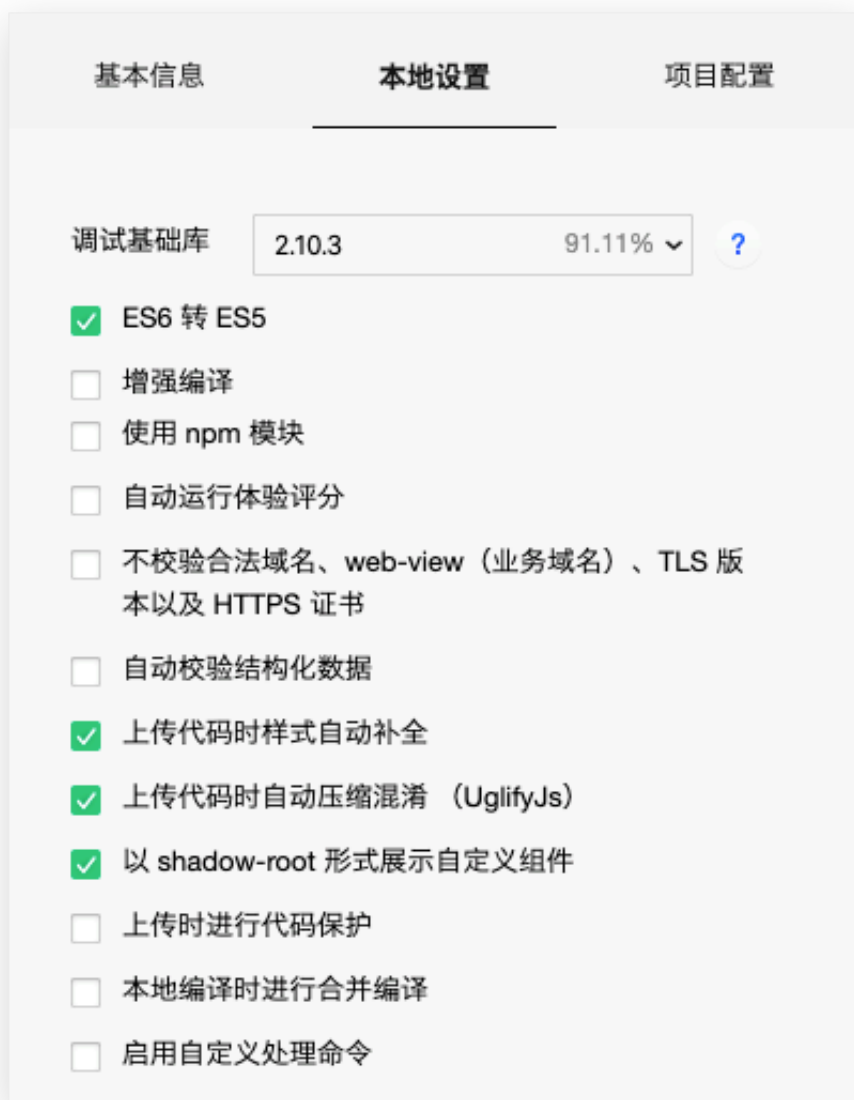 基本信息 本地设置 项目配置
调试基础库 2.10.3 91.11% ?
ES6 转 ES5
增强编译
使用 npm 模块
自动运行体验评分
不校验合法域名、web-view（业务域名）、TLS 版
本以及 HTTPS 证书
自动校验结构化数据
上传代码时样式自动补全
上传代码时自动压缩混淆 （UglifyJs）
以 shadow-root 形式展示自定义组件
上传时进行代码保护
本地编译时进行合并编译
启用自定义处理命令